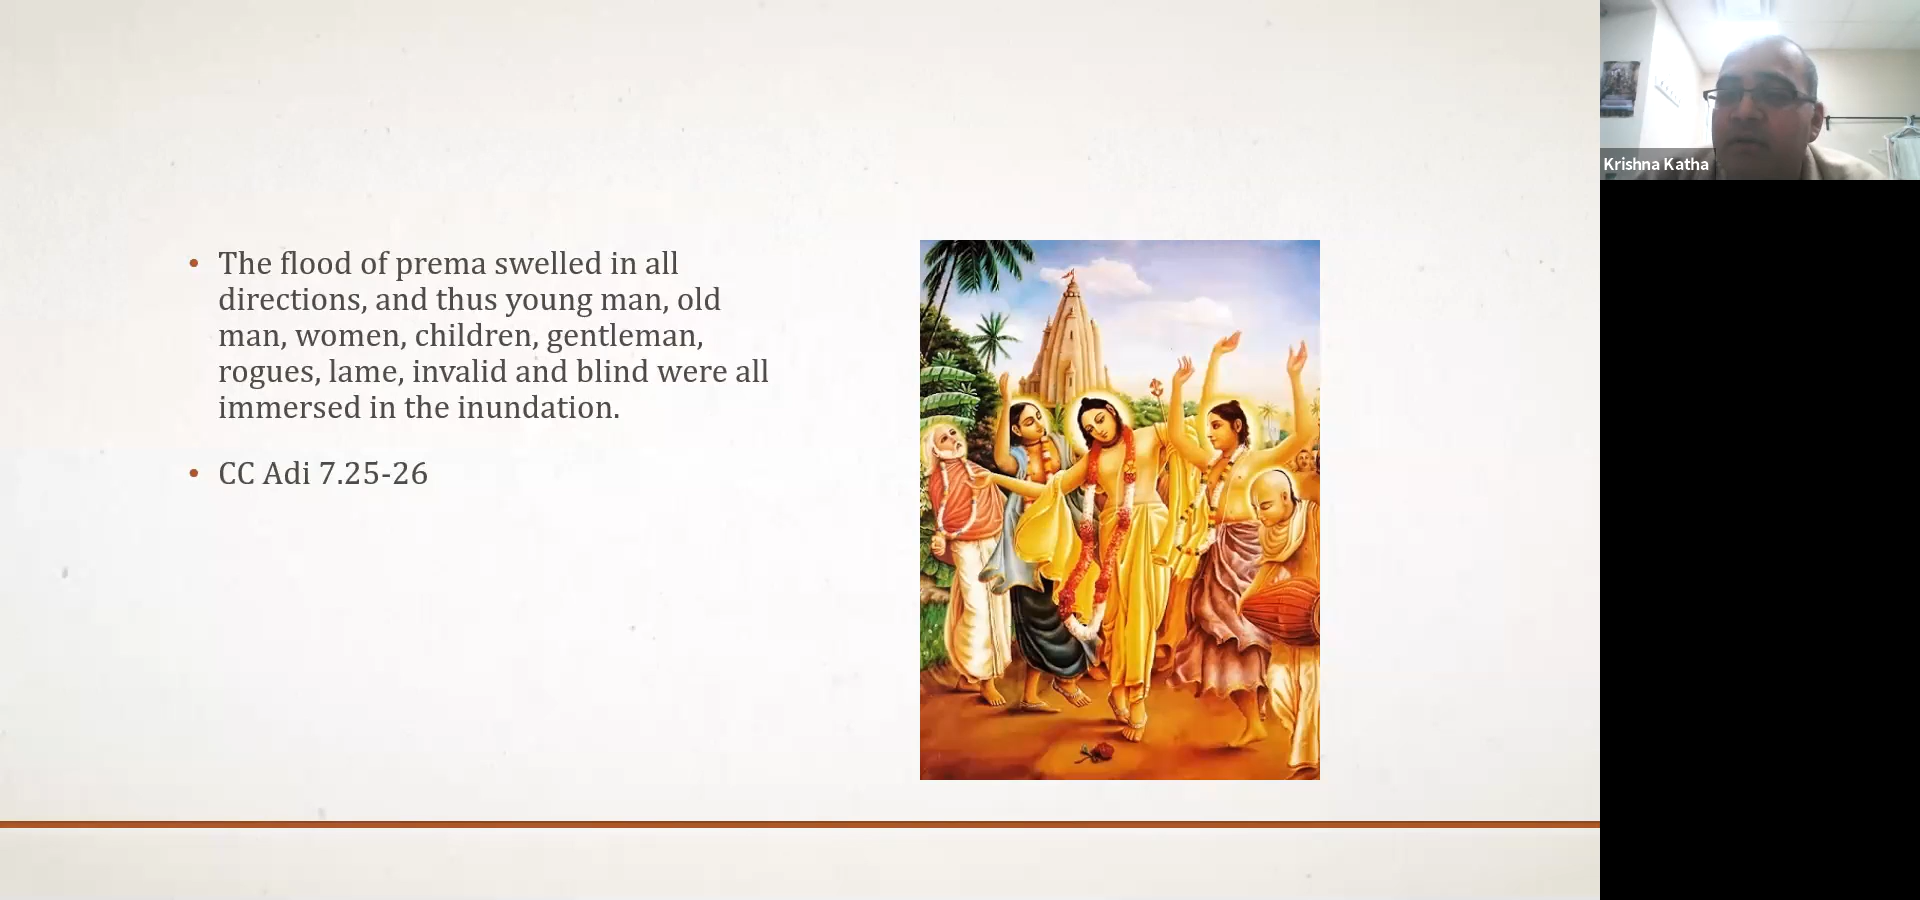 • The flood of prema swelled in all
directions, and thus young man, old
man, women, children, gentleman,
rogues, lame, invalid and blind were all
immersed in the inundation.
• CC Adi 7.25-26
Krishna Katha